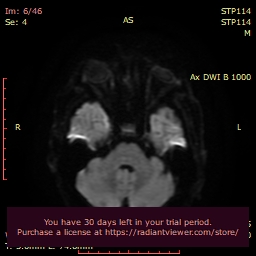 Im: 6/46
Se: 4
AS
STP114
STP114
M
Ax DWI B 1000
R
L
You have 30 days left in your trial period.
Purchase a license at https://radiantviewer.com/store/